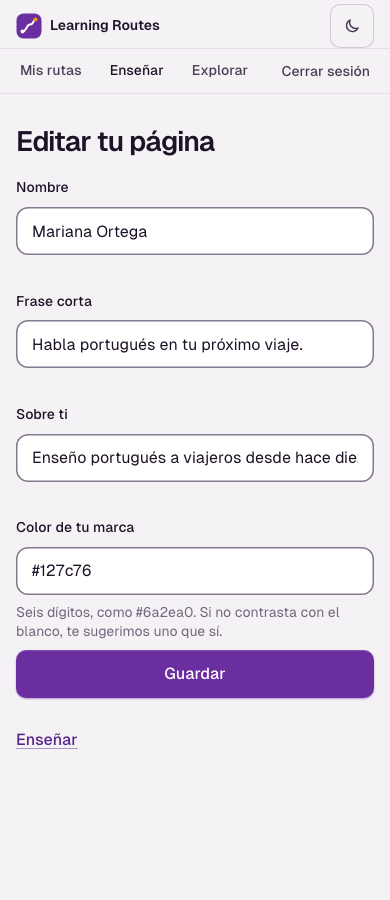 Learning Routes
Mis rutas Enseñar Explorar Cerrar sesión
Editar tu página
Nombre
Mariana Ortega
Frase corta
Habla portugués en tu próximo viaje.
Sobre ti
Enseño portugués a viajeros desde hace die
Color de tu marca
#127c76
Seis dígitos, como #6a2ea0. Si no contrasta con el
blanco, te sugerimos uno que sí.
Guardar
Enseñar